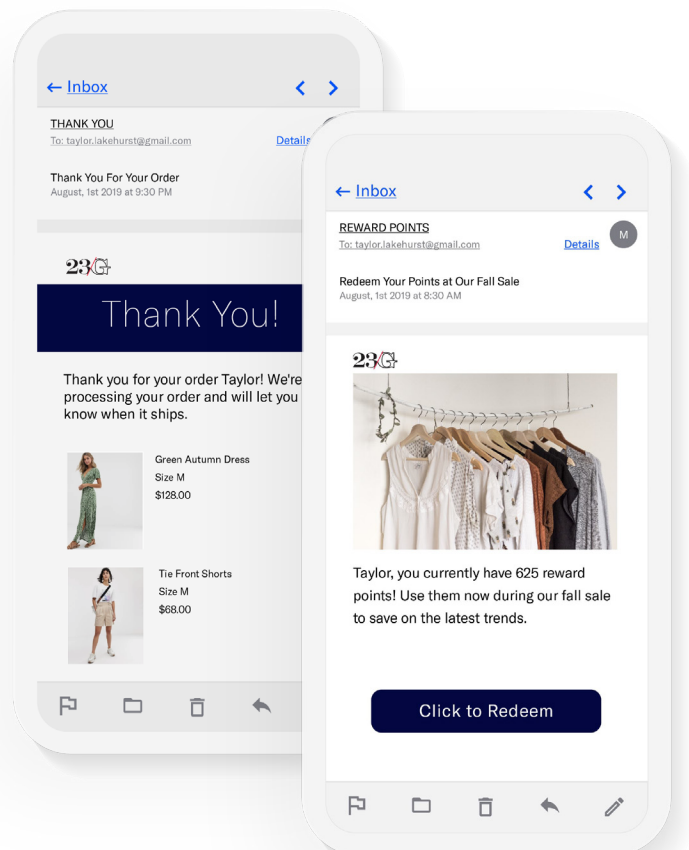 ← Inbox
THANK YOU
To: taylor.lakehurst@gmail.com
Details
Thank You For Your Order
August, 1st 2019 at 9:30 PM
23G
Thank You!
Thank you for your order Taylor! We're
processing your order and will let you
know when it ships.
Green Autumn Dress
Size M
$128.00
Tie Front Shorts
Size M
$68.00
← Inbox
REWARD POINTS
To: taylor.lakehurst@gmail.com
Details
M
Redeem Your Points at Our Fall Sale
August, 1st 2019 at 8:30 AM
23G
Taylor, you currently have 625 reward
points! Use them now during our fall sale
to save on the latest trends.
Click to Redeem